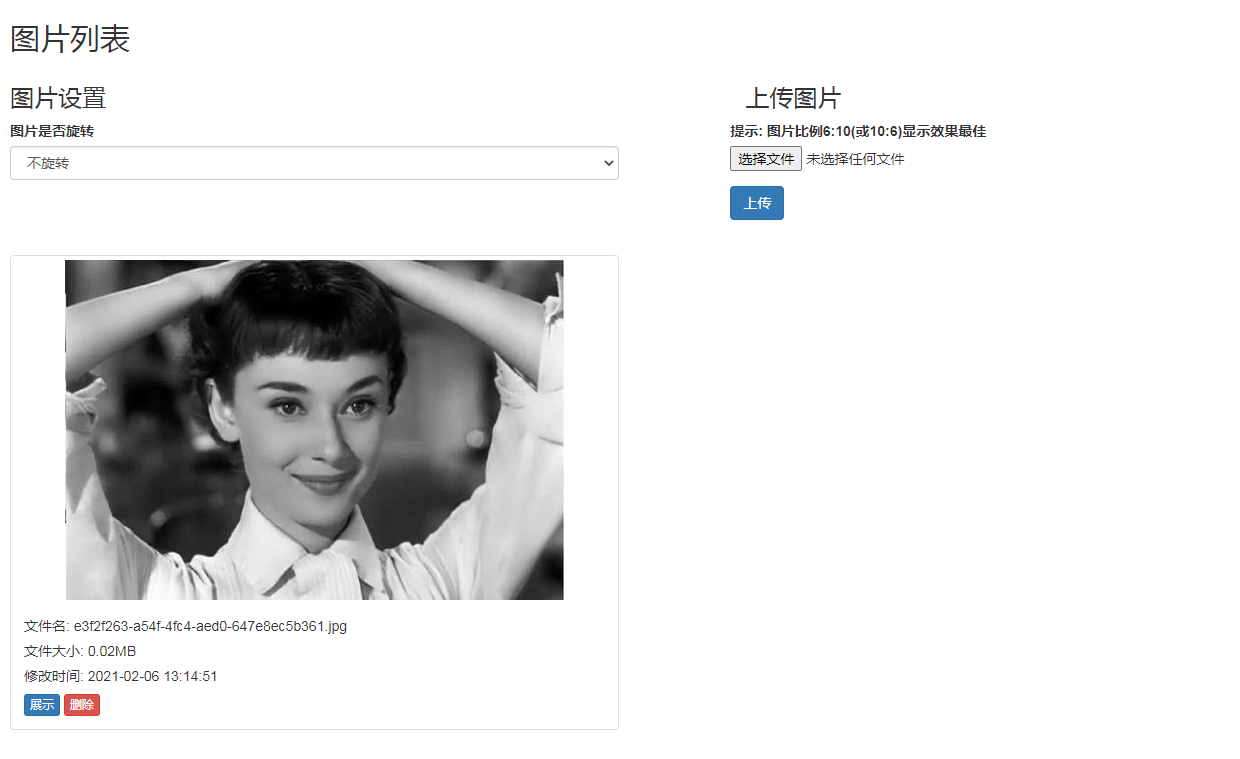 图片列表
图片设置
图片是否旋转
不旋转
上传图片
提示: 图片比例6:10(或10:6)显示效果最佳
选择文件 未选择任何文件
上传
文件名: e3f2f263-a54f-4fc4-aed0-647e8ec5b361.jpg
文件大小: 0.02MB
修改时间: 2021-02-06 13:14:51
展示 删除